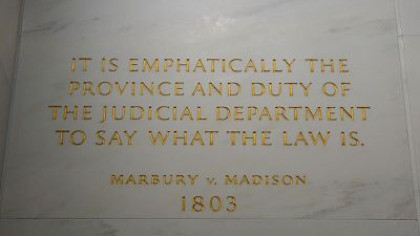 IT IS EMPHATICALLY THE
PROVINCE AND DUTY OF
THE JUDICIAL DEPARTMENT
TO SAY WHAT THE LAW IS.
MARBURY v. MADISON
1803